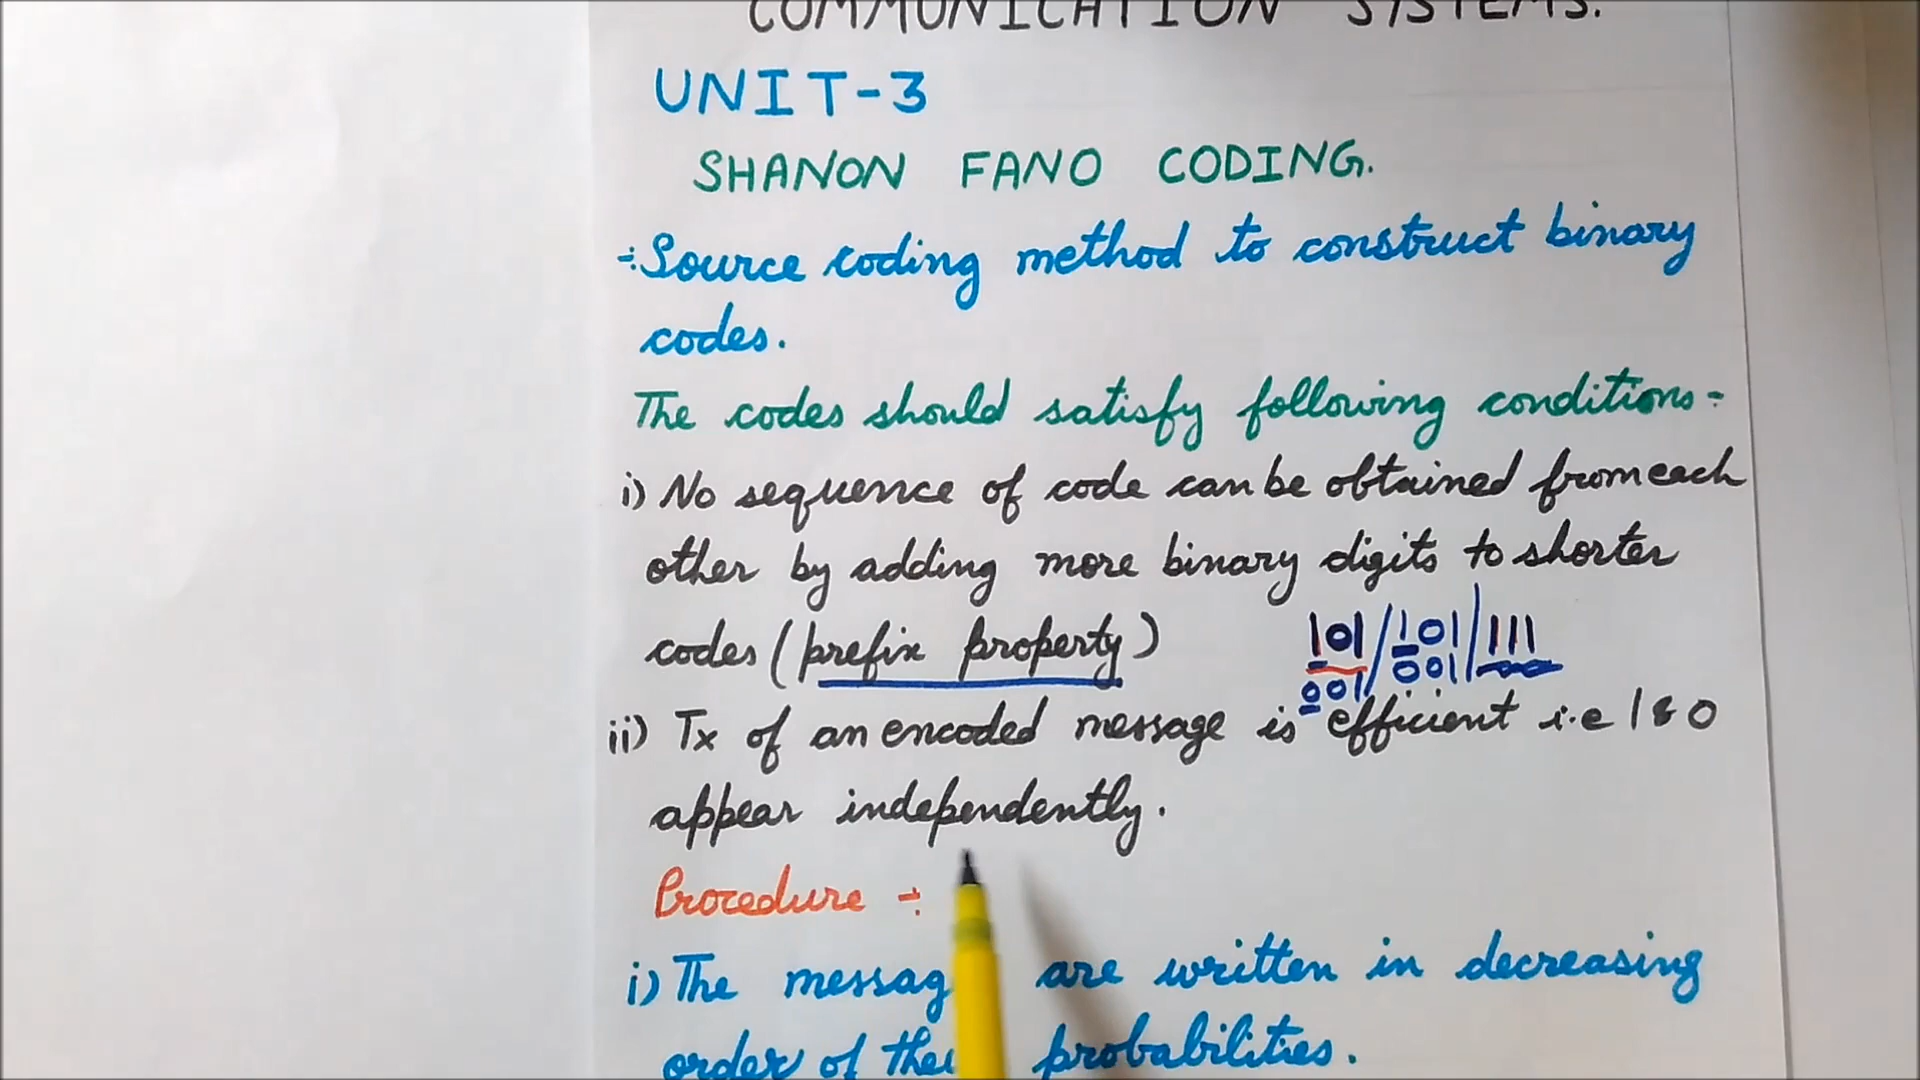 COMMUNICATION SYSTEMS.
UNIT-3
SHANON FANO CODING.
÷Source coding method to construct binary
codes.
The codes should satisfy following conditions-
i) No sequence of code can be obtained from each
other by adding more binary digits to shorter
codes (prefix property)
101/101/111
001/001
ii) Tx of an encoded message is efficient i.e 1 & 0
appear independently.
Procedure ÷
i) The messag are written in decreasing
order of thei probabilities.